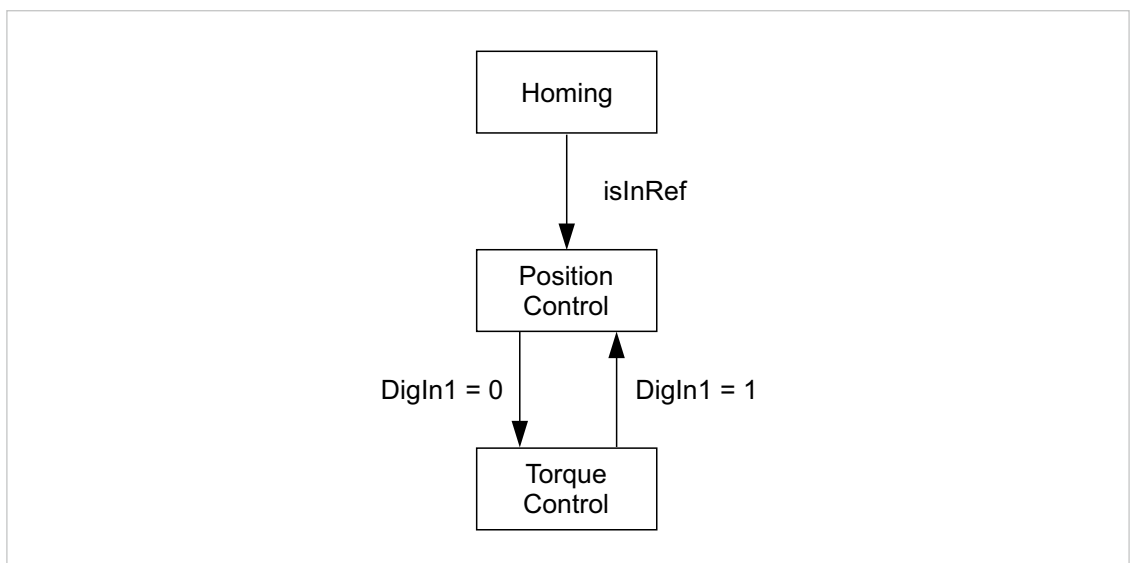 Homing
isInRef
Position
Control
DigIn1 = 0
DigIn1 = 1
Torque
Control